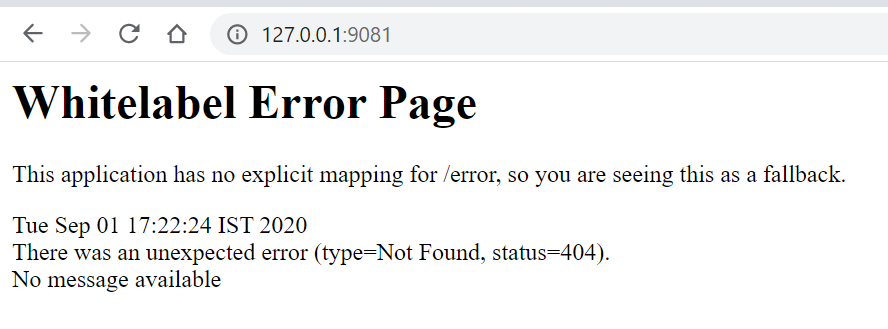 127.0.0.1:9081
Whitelabel Error Page
This application has no explicit mapping for /error, so you are seeing this as a fallback.
Tue Sep 01 17:22:24 IST 2020
There was an unexpected error (type=Not Found, status=404).
No message available